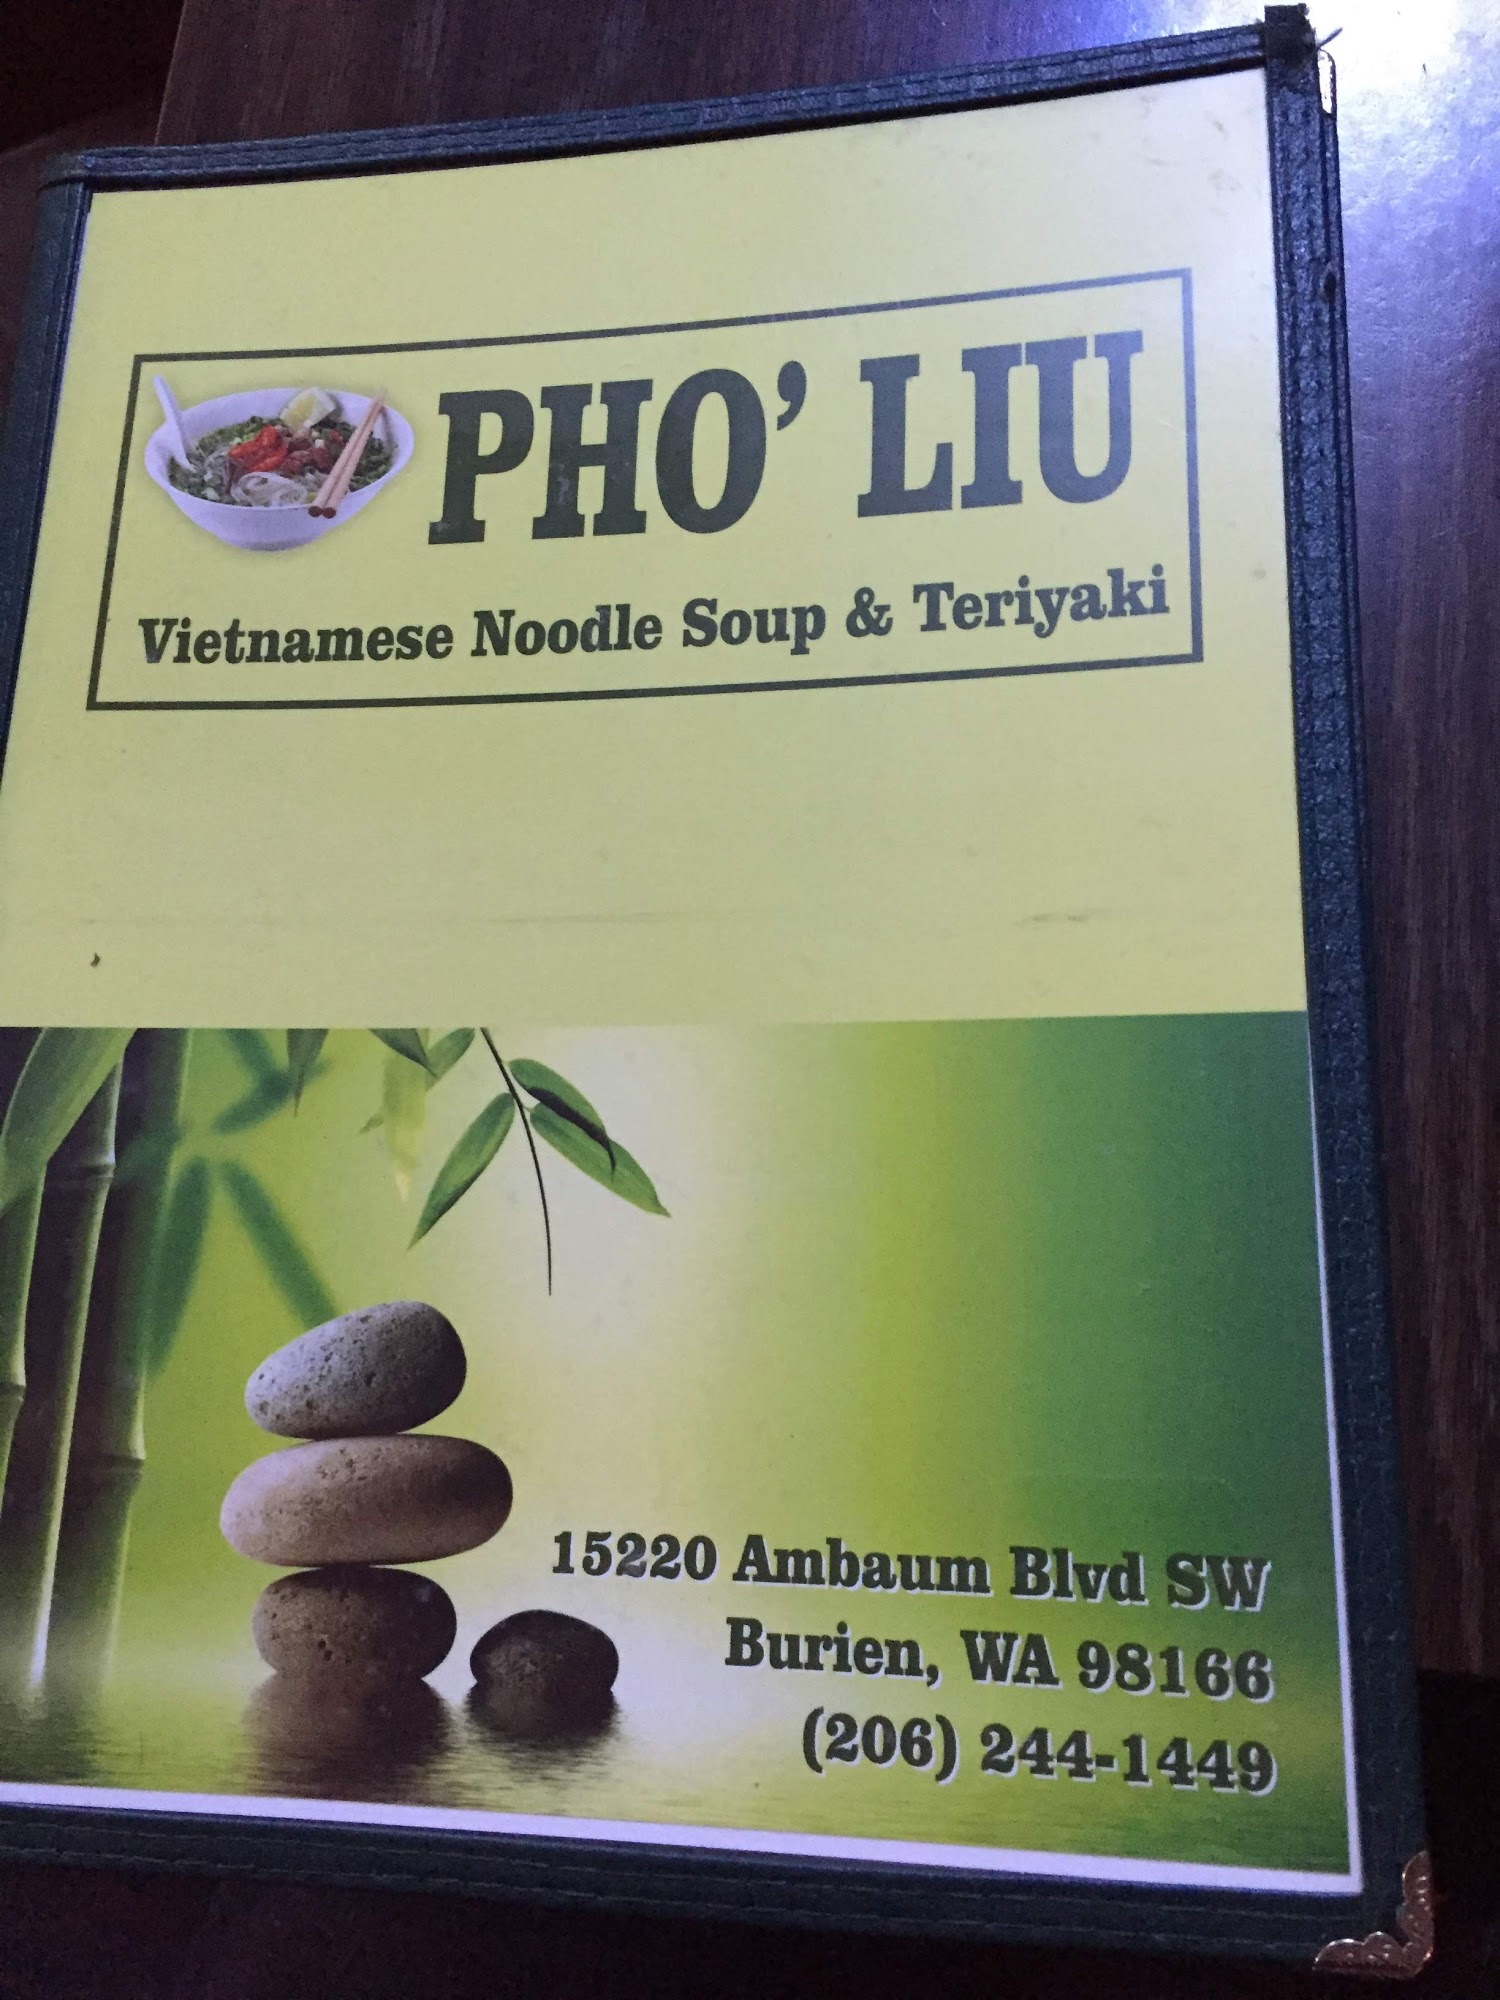 PHO' LIU
Vietnamese Noodle Soup & Teriyaki
15220 Ambaum Blvd SW
Burien, WA 98166
(206) 244-1449